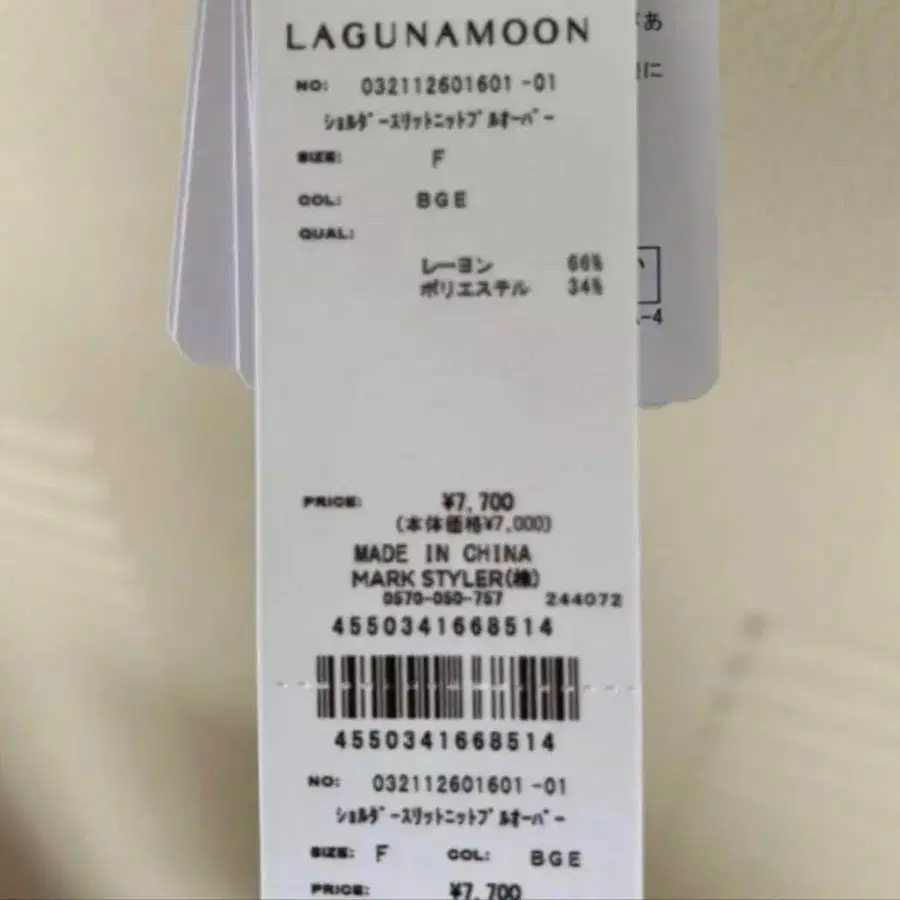 LAGUNAMOON
NO: 032112601601-01
ショルダースリットニットプルオーバー
SIZE: F
COL: BGE
QUAL:
レーヨン 66%
ポリエステル 34%
PRICE: ¥7,700
(本体価格¥7,000)
MADE IN CHINA
MARK STYLER(株)
0570-050-757 244072
4550341668514
4550341668514
NO: 032112601601-01
ショルダースリットニットプルオーバー
SIZE: F COL: BGE
PRICE: ¥7,700
あ
に
-4